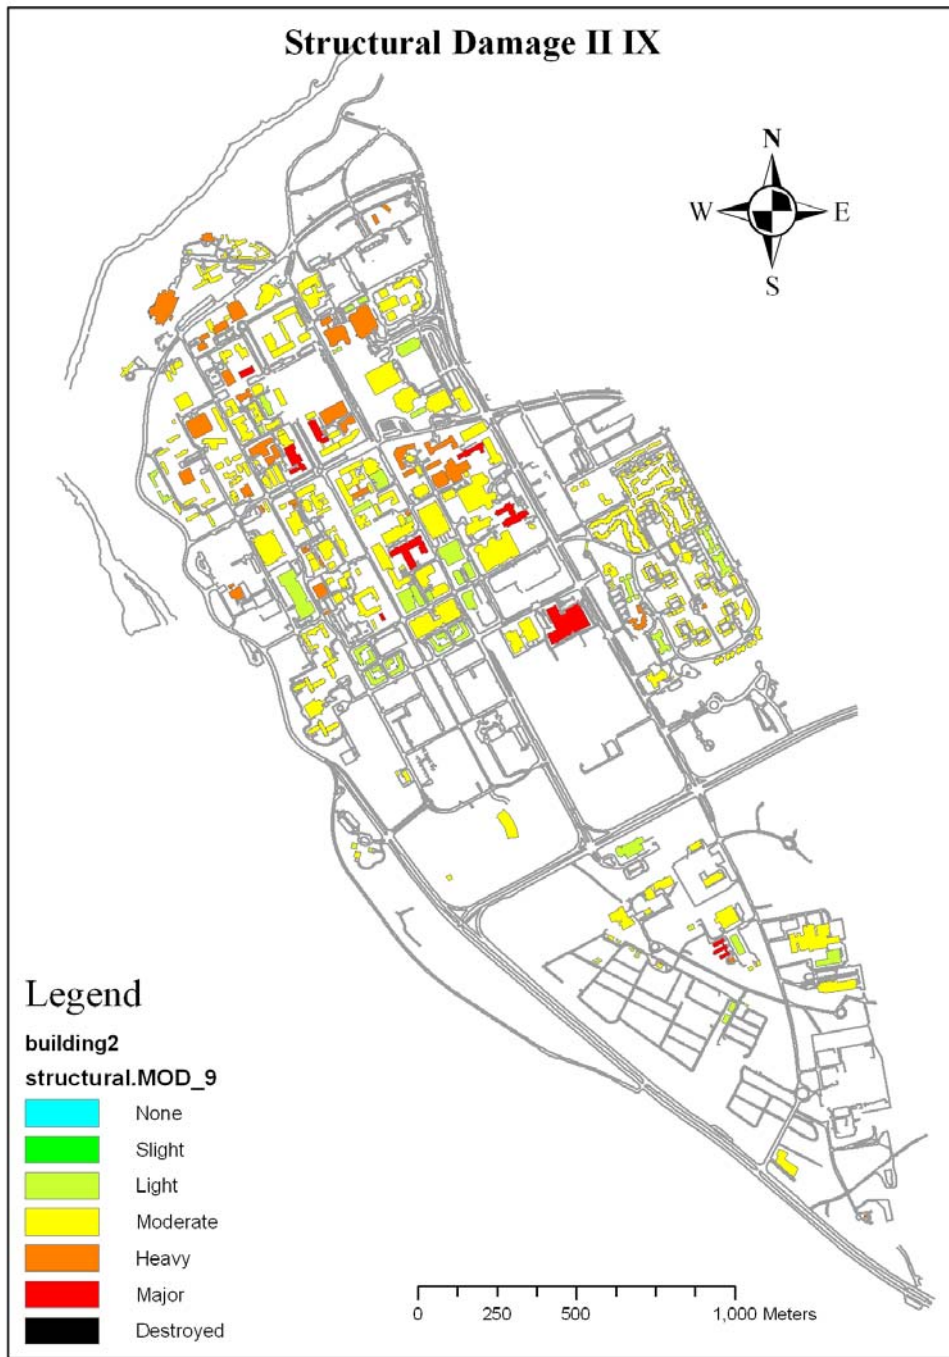 Structural Damage II IX
N
W E
S
Legend
building2
structural.MOD_9
None
Slight
Light
Moderate
Heavy
Major
Destroyed
0 250 500 1,000 Meters